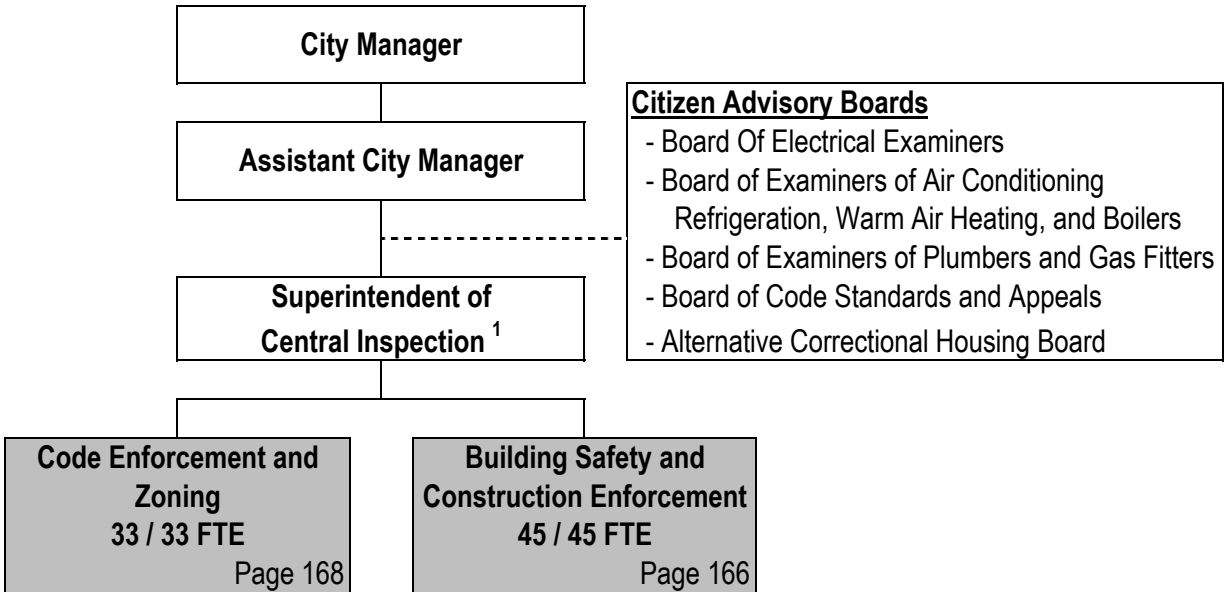 City Manager
Assistant City Manager
Citizen Advisory Boards
- Board Of Electrical Examiners
- Board of Examiners of Air Conditioning
Refrigeration, Warm Air Heating, and Boilers
- Board of Examiners of Plumbers and Gas Fitters
- Board of Code Standards and Appeals
- Alternative Correctional Housing Board
Superintendent of
Central Inspection 1
Code Enforcement and
Zoning
33 / 33 FTE
Page 168
Building Safety and
Construction Enforcement
45 / 45 FTE
Page 166